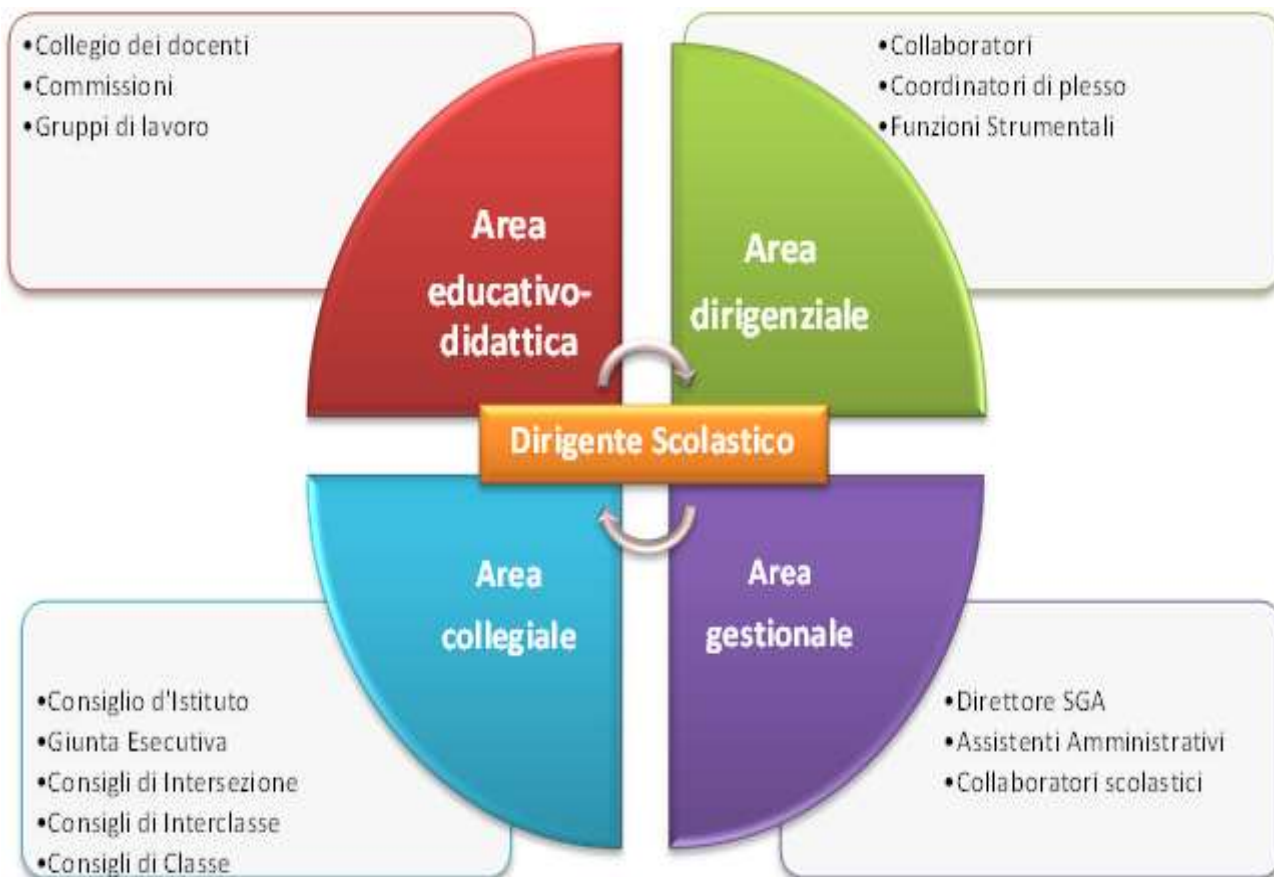 •Collegio dei docenti
•Commissioni
•Gruppi di lavoro
•Collaboratori
•Coordinatori di plesso
•Funzioni Strumentali
Area
educativo-
didattica
Area
dirigenziale
Dirigente Scolastico
Area
collegiale
Area
gestionale
•Consiglio d'Istituto
•Giunta Esecutiva
•Consigli di Intersezione
•Consigli di Interclasse
•Consigli di Classe
•Direttore SGA
•Assistenti Amministrativi
•Collaboratori scolastici